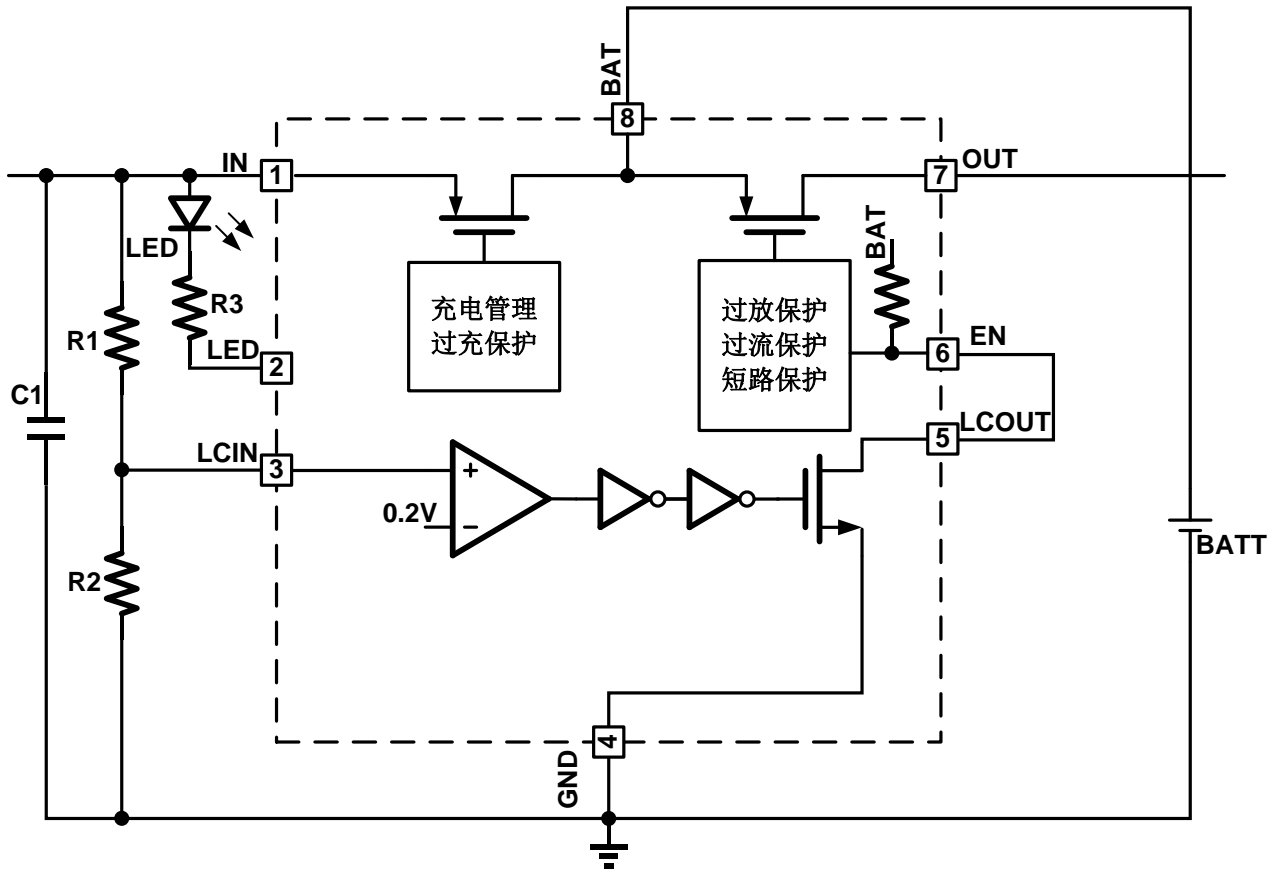 BAT
8
IN
1
7
OUT
LED
R3
LED
2
充电管理
过充保护
过放保护
过流保护
短路保护
BAT
6
EN
R1
C1
LCIN
3
+
0.2V
−
5
LCOUT
R2
BATT
4
GND